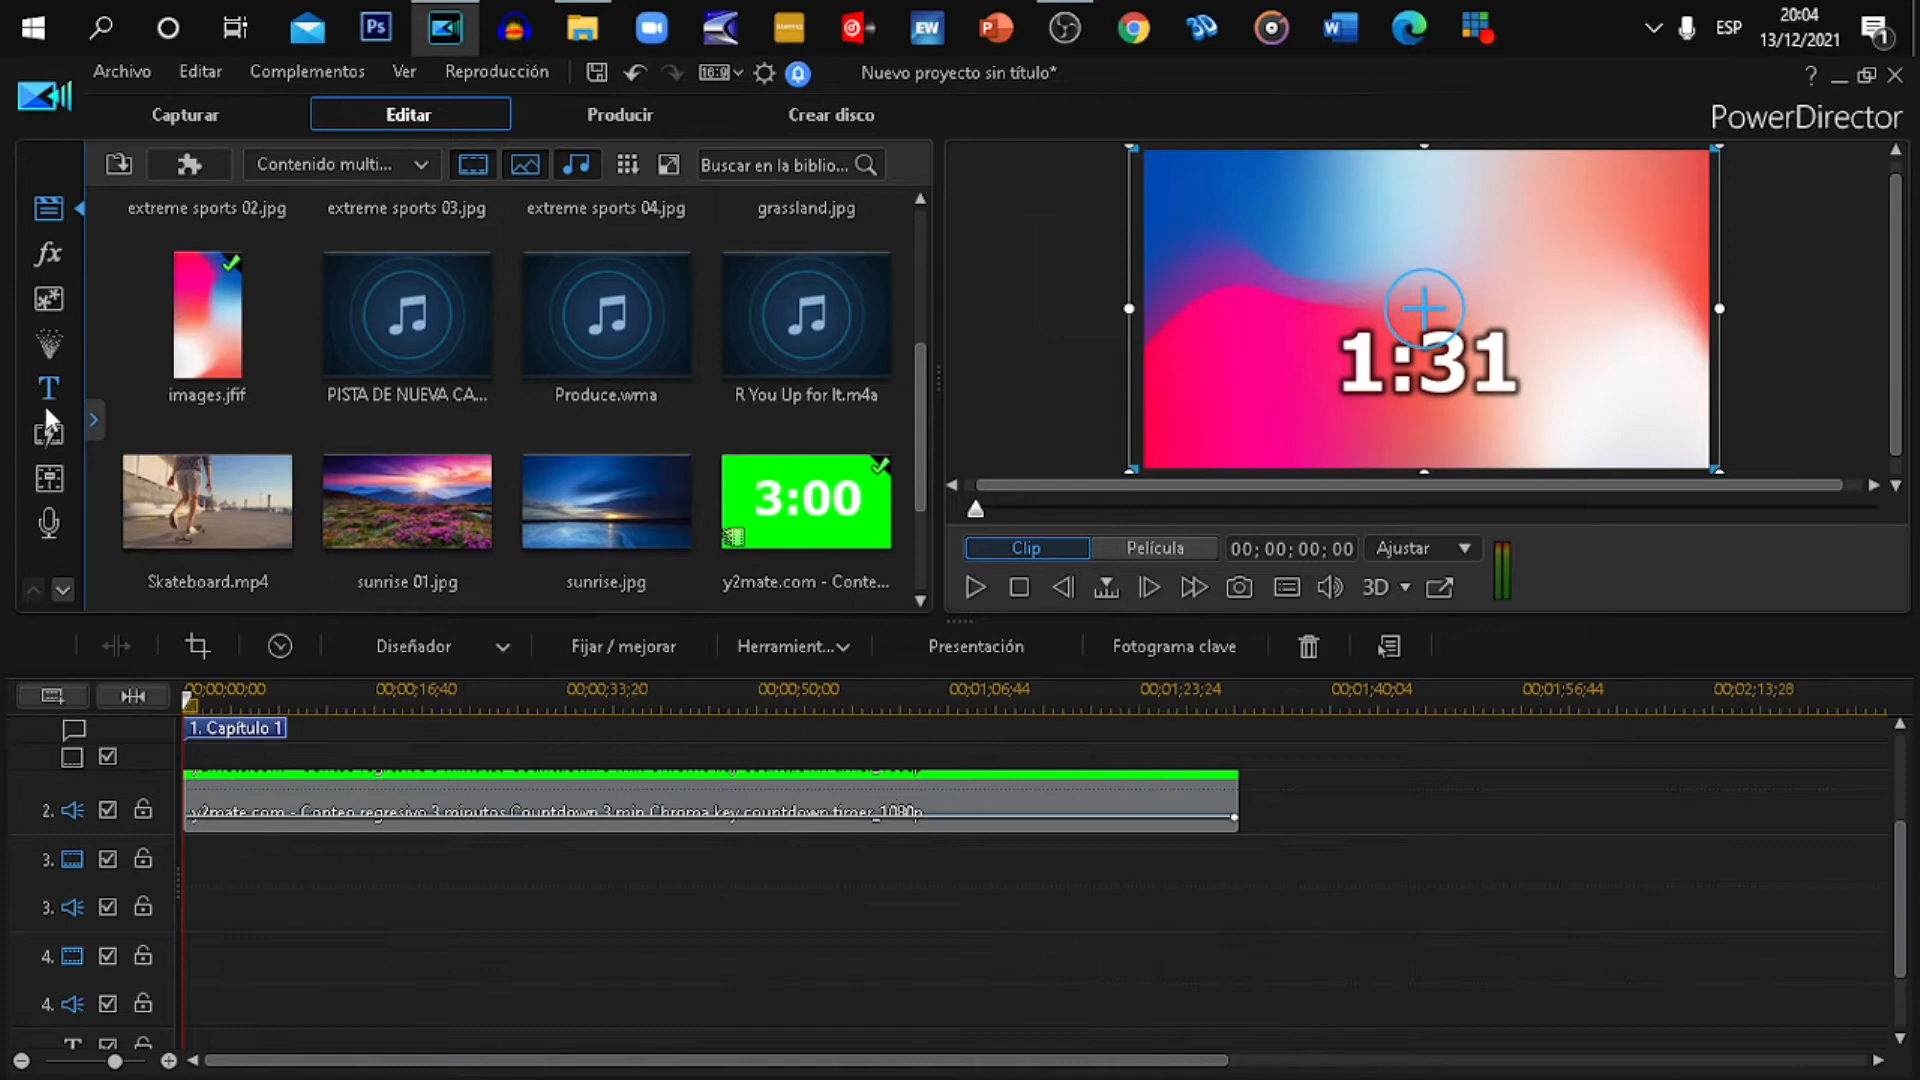 Ps
EW
ESP
20:04
13/12/2021
1
Archivo Editar Complementos Ver Reproducción
16:9
Nuevo proyecto sin título*
?
Capturar Editar Producir Crear disco
PowerDirector
Contenido multi...
Buscar en la biblio...
extreme sports 02.jpg extreme sports 03.jpg extreme sports 04.jpg grassland.jpg
fx
T
images.jfif PISTA DE NUEVA CA... Produce.wma R You Up for It.m4a
3:00
Skateboard.mp4 sunrise 01.jpg sunrise.jpg y2mate.com - Conte...
1:31
Clip Película 00; 00; 00; 00 Ajustar
3D
Diseñador Fijar / mejorar Herramient... Presentación Fotograma clave
00;00;00;00 00;00;16;40 00;00;33;20 00;00;50;00 00;01;06;44 00;01;23;24 00;01;40;04 00;01;56;44 00;02;13;28
1. Capítulo 1
2. y2mate.com - Conteo regresivo 3 minutos Countdown 3 min Chroma key countdown timer_1080p
3.
3.
4.
4.
T